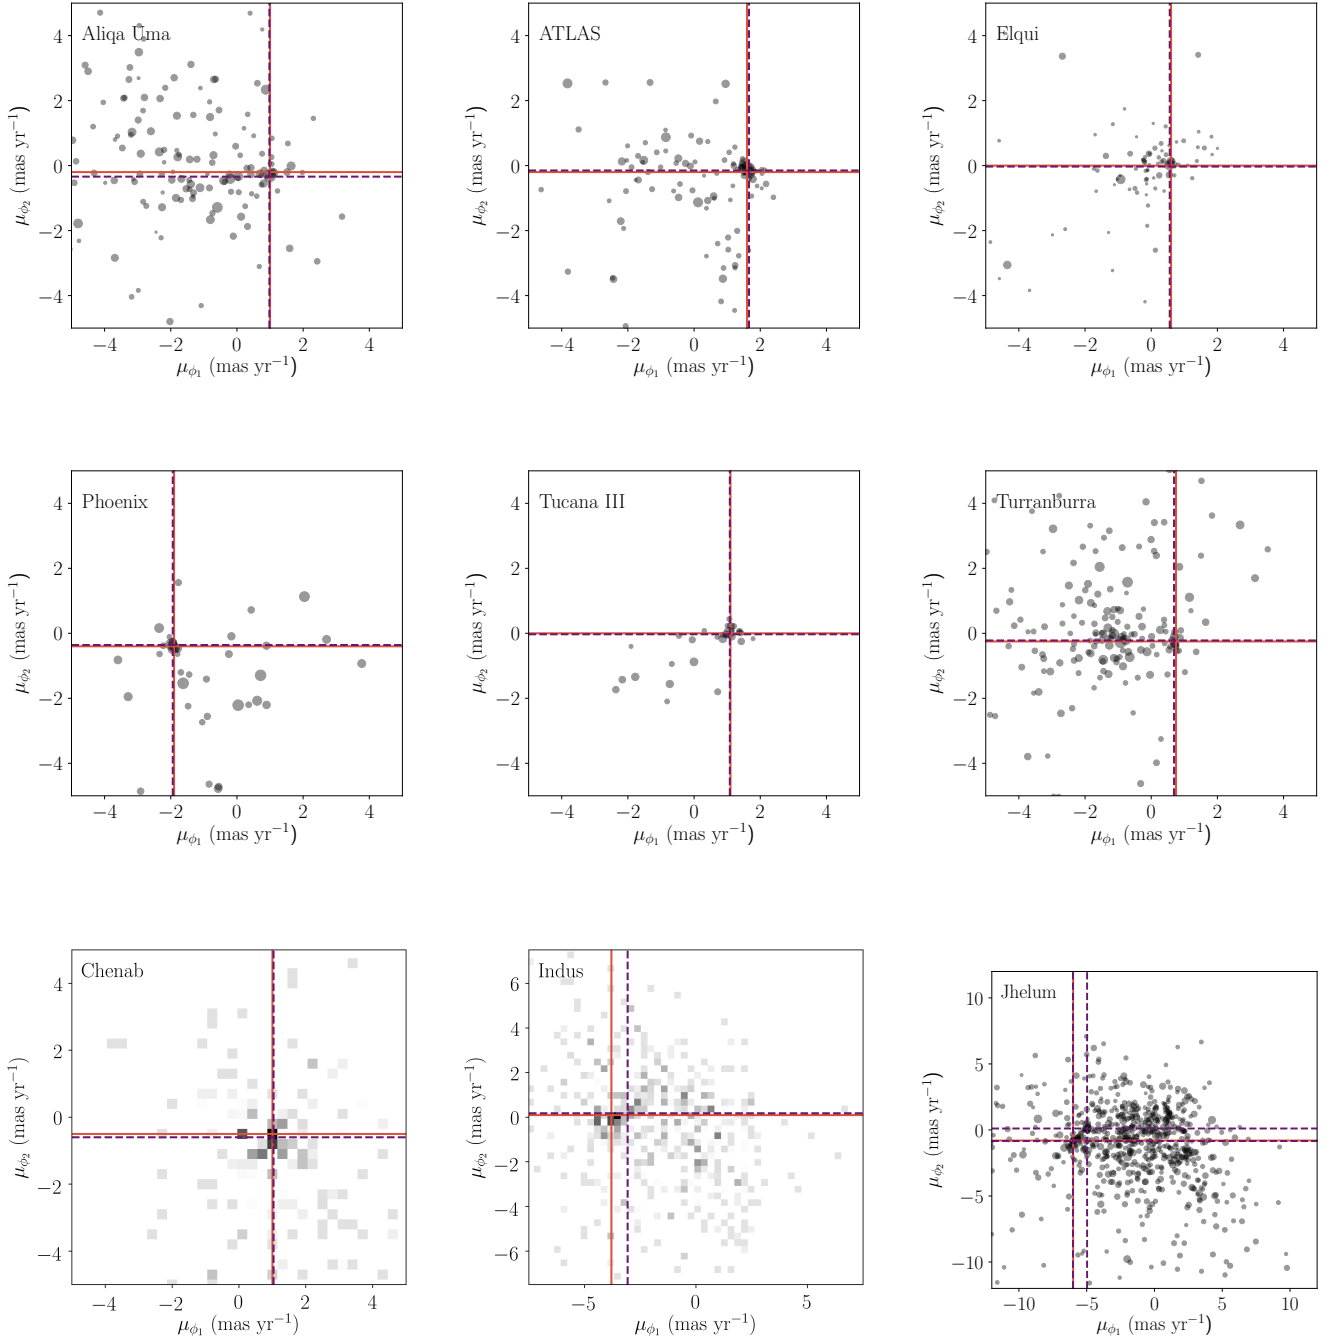 Aliqa Uma
4
2
0
−2
−4
μϕ₂ (mas yr⁻¹)
−4 −2 0 2 4
μϕ₁ (mas yr⁻¹)
ATLAS
4
2
0
−2
−4
μϕ₂ (mas yr⁻¹)
−4 −2 0 2 4
μϕ₁ (mas yr⁻¹)
Elqui
4
2
0
−2
−4
μϕ₂ (mas yr⁻¹)
−4 −2 0 2 4
μϕ₁ (mas yr⁻¹)
Phoenix
4
2
0
−2
−4
μϕ₂ (mas yr⁻¹)
−4 −2 0 2 4
μϕ₁ (mas yr⁻¹)
Tucana III
4
2
0
−2
−4
μϕ₂ (mas yr⁻¹)
−4 −2 0 2 4
μϕ₁ (mas yr⁻¹)
Turranburra
4
2
0
−2
−4
μϕ₂ (mas yr⁻¹)
−4 −2 0 2 4
μϕ₁ (mas yr⁻¹)
Chenab
4
2
0
−2
−4
μϕ₂ (mas yr⁻¹)
−4 −2 0 2 4
μϕ₁ (mas yr⁻¹)
Indus
6
4
2
0
−2
−4
−6
μϕ₂ (mas yr⁻¹)
−5 0 5
μϕ₁ (mas yr⁻¹)
Jhelum
10
5
0
−5
−10
μϕ₂ (mas yr⁻¹)
−10 −5 0 5 10
μϕ₁ (mas yr⁻¹)